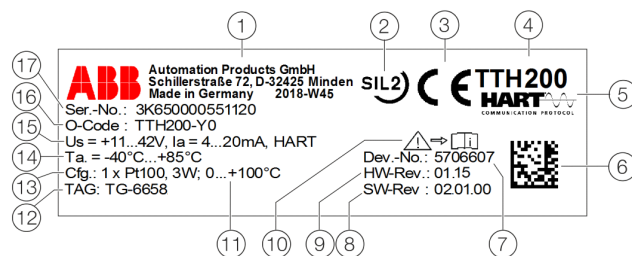 1
2
3
4
ABB
Automation Products GmbH
Schillerstraße 72, D-32425 Minden
Made in Germany 2018-W45
SIL2
CE
TTH200
HART
COMMUNICATION PROTOCOL
5
17
Ser.-No.: 3K650000551120
16
O-Code : TTH200-Y0
15
Us = +11...42V, Ia = 4...20mA, HART
14
Ta. = -40°C...+85°C
13
Cfg.: 1 x Pt100, 3W; 0...+100°C
12
TAG: TG-6658
i
Dev.-No.: 5706607
HW-Rev.: 01.15
SW-Rev : 02.01.00
6
11
10
9
8
7